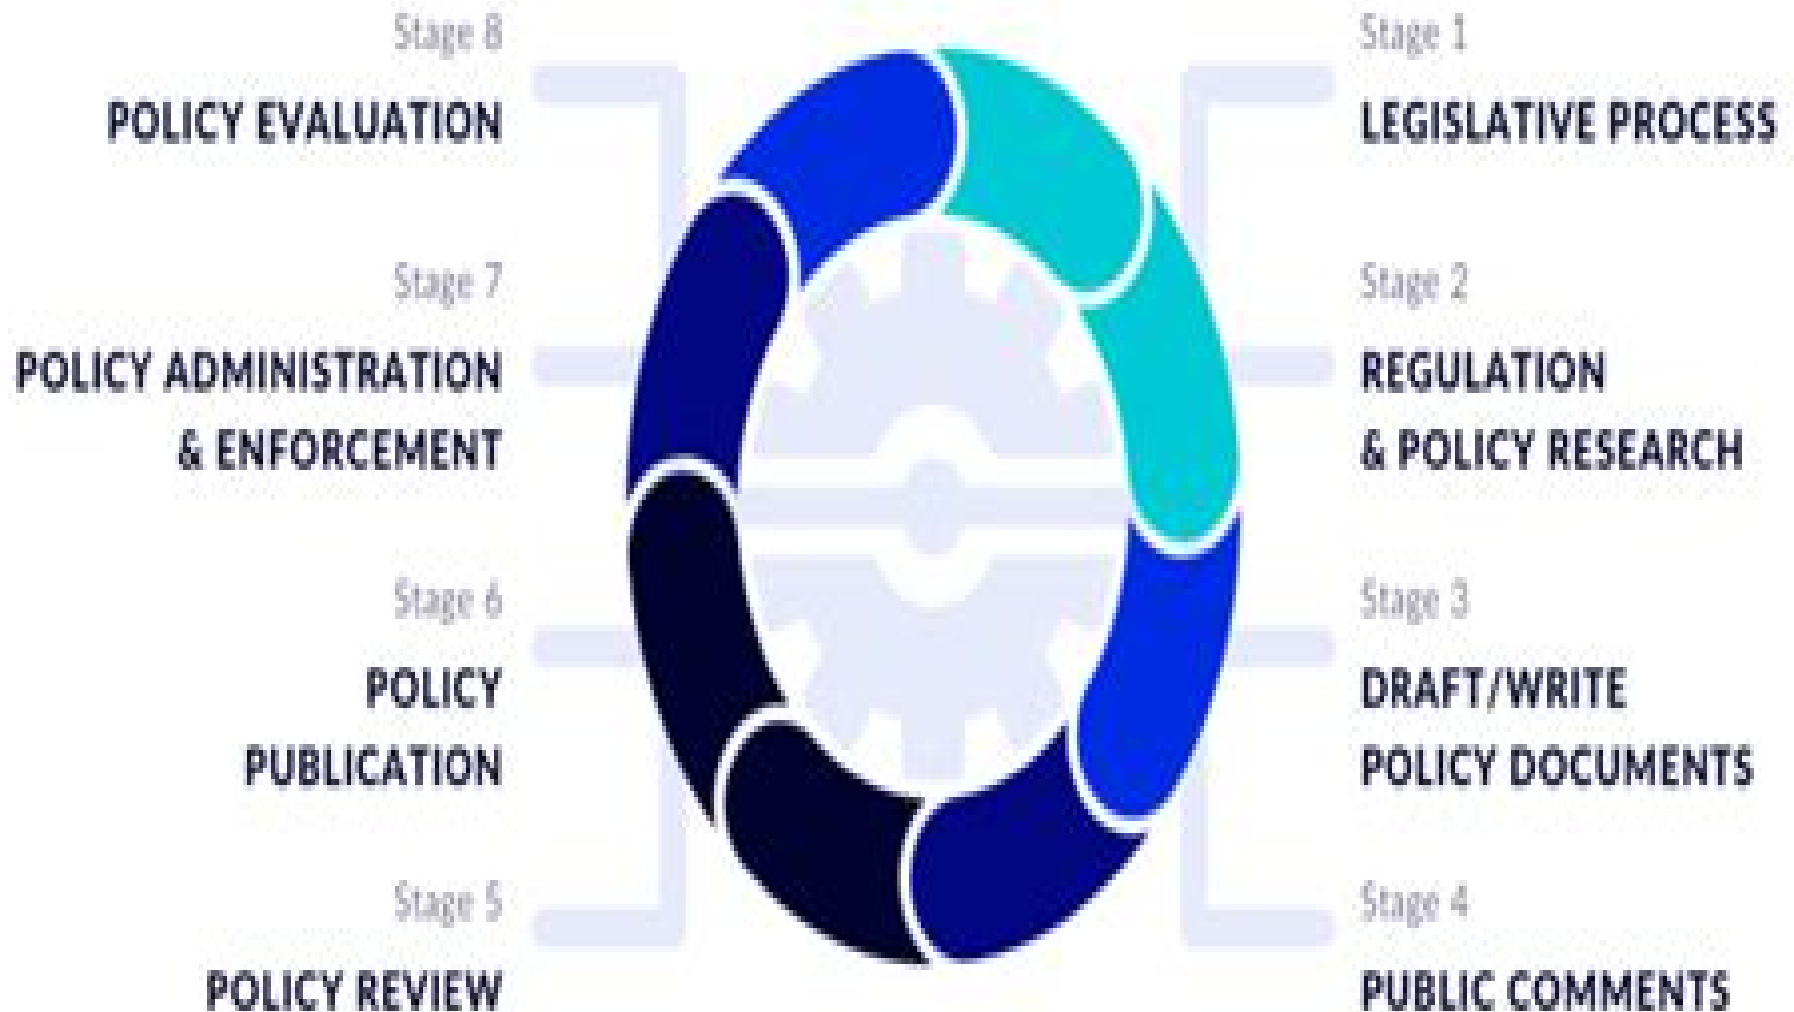 Stage 1
LEGISLATIVE PROCESS
Stage 2
REGULATION
& POLICY RESEARCH
Stage 3
DRAFT/WRITE
POLICY DOCUMENTS
Stage 4
PUBLIC COMMENTS
Stage 5
POLICY REVIEW
Stage 6
POLICY
PUBLICATION
Stage 7
POLICY ADMINISTRATION
& ENFORCEMENT
Stage 8
POLICY EVALUATION